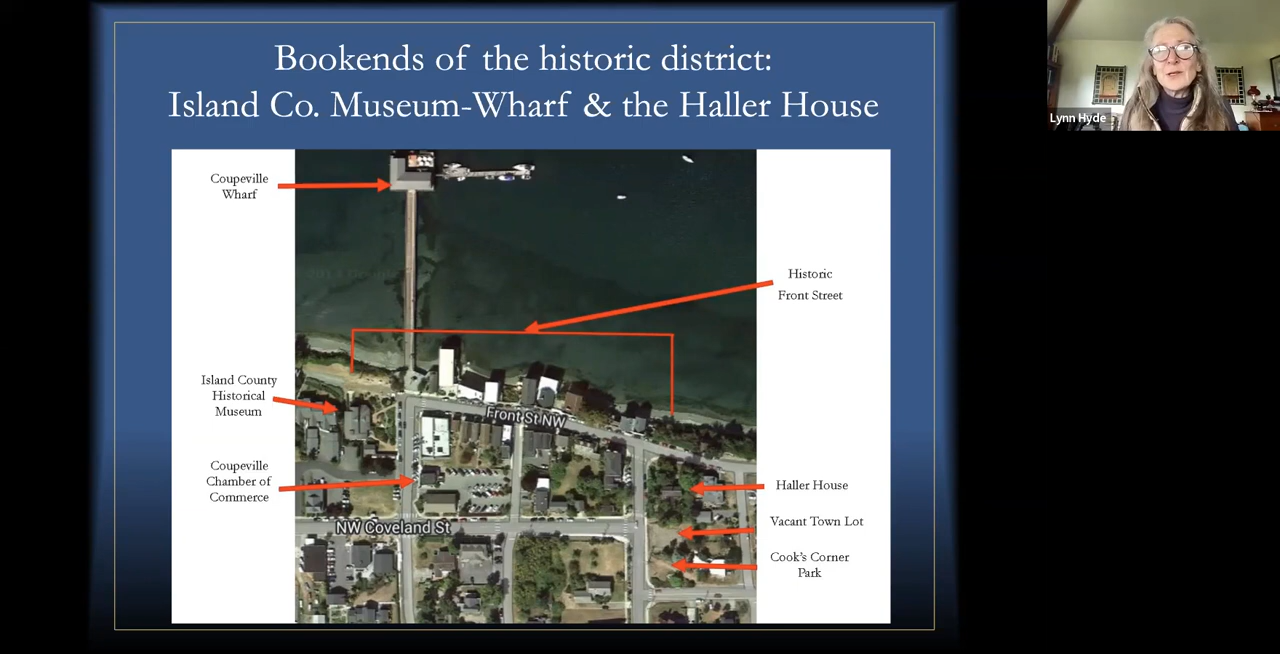 Bookends of the historic district:
Island Co. Museum-Wharf & the Haller House
Lynn Hyde
Coupeville
Wharf
Historic
Front Street
Island County
Historical
Museum
Front St NW
Coupeville
Chamber of
Commerce
Haller House
Vacant Town Lot
NW Coveland St
Cook's Corner
Park